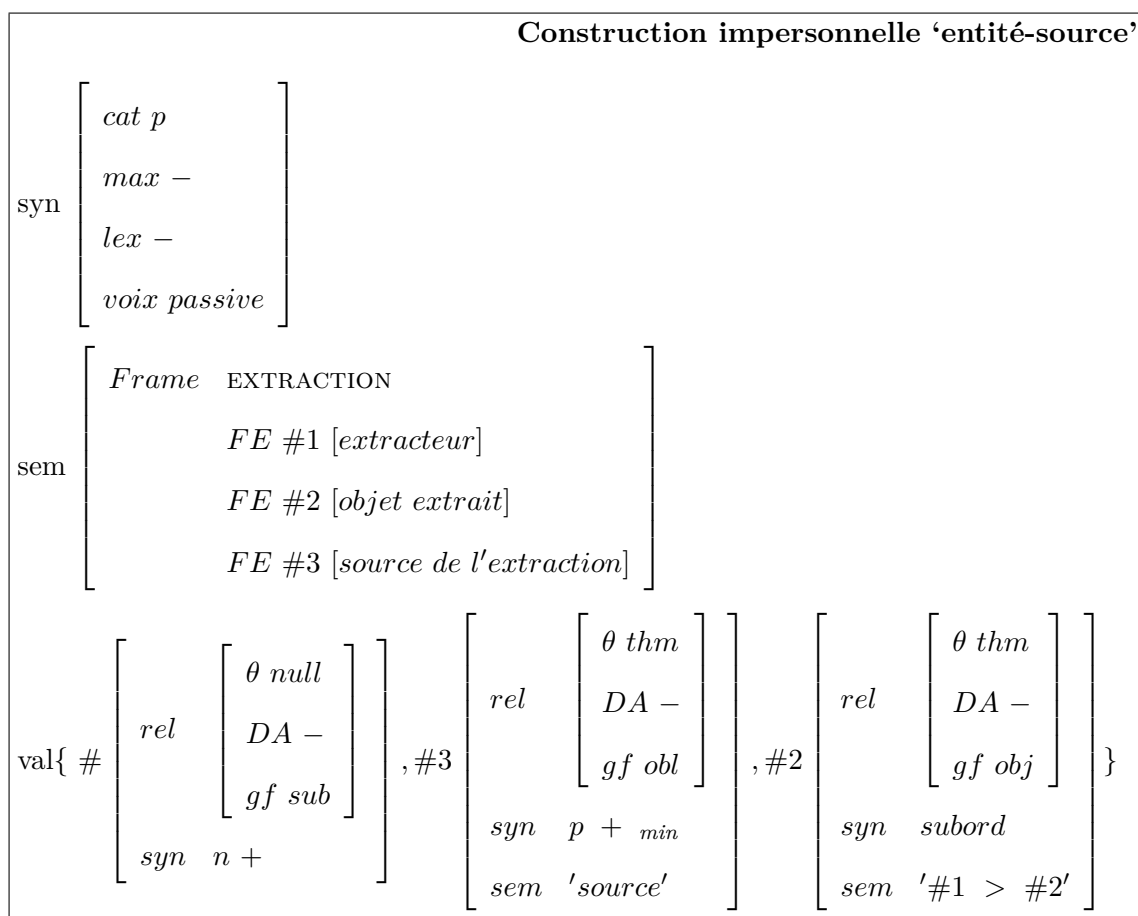 Construction impersonnelle ‘entité-source’
syn
cat p
max −
lex −
voix passive
sem
Frame EXTRACTION
FE #1 [extracteur]
FE #2 [objet extrait]
FE #3 [source de l'extraction]
val{ #
rel
θ null
DA −
gf sub
syn n +
, #3
rel
θ thm
DA −
gf obl
syn p + min
sem 'source'
, #2
rel
θ thm
DA −
gf obj
syn subord
sem '#1 > #2'
}